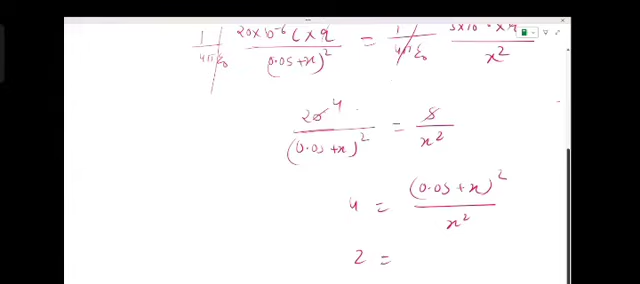 1/4πε₀ 20×10⁻⁶ C × q / (0.05+x)² = 1/4πε₀ 5×10 × q / x²
20 4 / (0.05+x)² = 5 / x²
4 = (0.05+x)² / x²
2 =